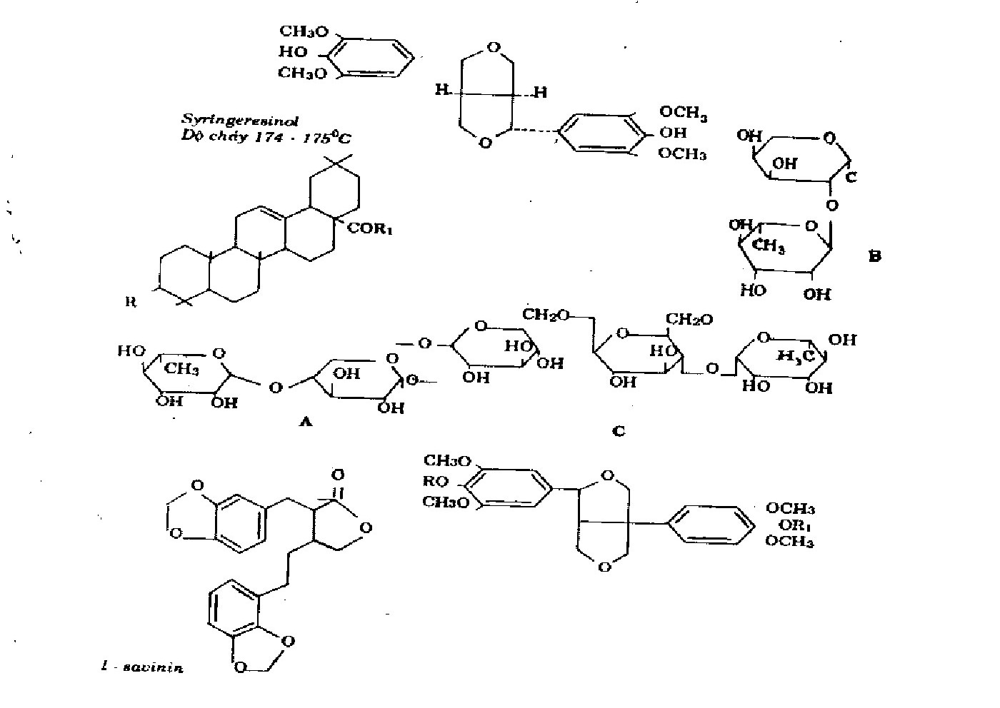 CH3O
HO
CH3O
O
H
H
O
OCH3
OH
OCH3
Syringeresinol
Độ chảy 174 - 175⁰C
OH
O
OH
C
O
OH
O
CH3
HO
OH
B
COR1
R
CH2O
CH2O
O
O
HO
OH
OH
O
HO
OH
O
O
OH
H3C
HO
OH
HO
O
CH3
OH
OH
O
O
OH
O
OH
A
C
O
O
O
O
O
O
l - savinin
CH3O
RO
CH3O
O
O
OCH3
OR1
OCH3